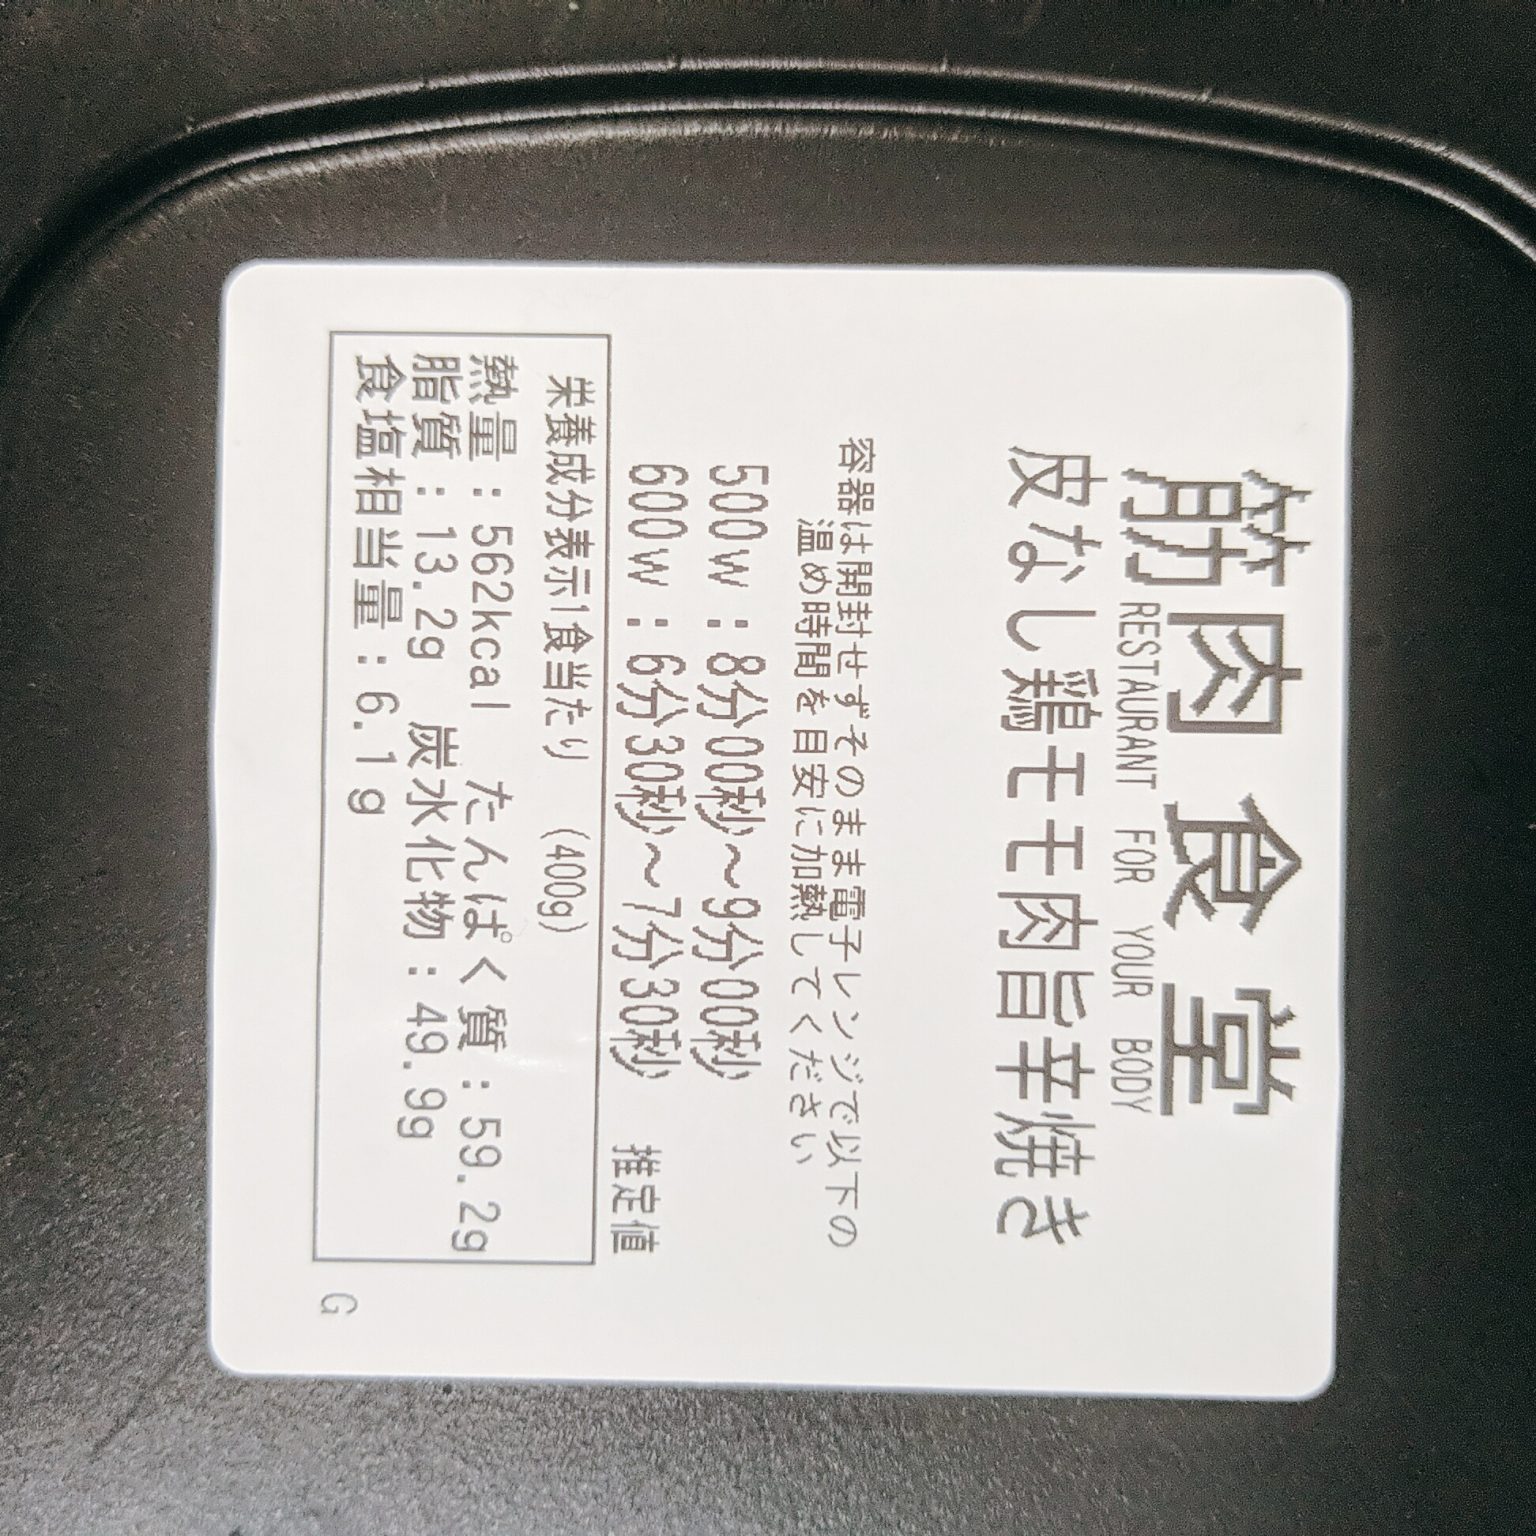 筋肉食堂
RESTAURANT FOR YOUR BODY
皮なし鶏モモ肉旨辛焼き
容器は開封せずそのまま電子レンジで以下の
温め時間を目安に加熱してください
500w：8分00秒～9分00秒
600w：6分30秒～7分30秒
推定値
栄養成分表示1食当たり (400g)
熱量：562kcal たんぱく質：59.2g
脂質：13.2g 炭水化物：49.9g
食塩相当量：6.1g
G